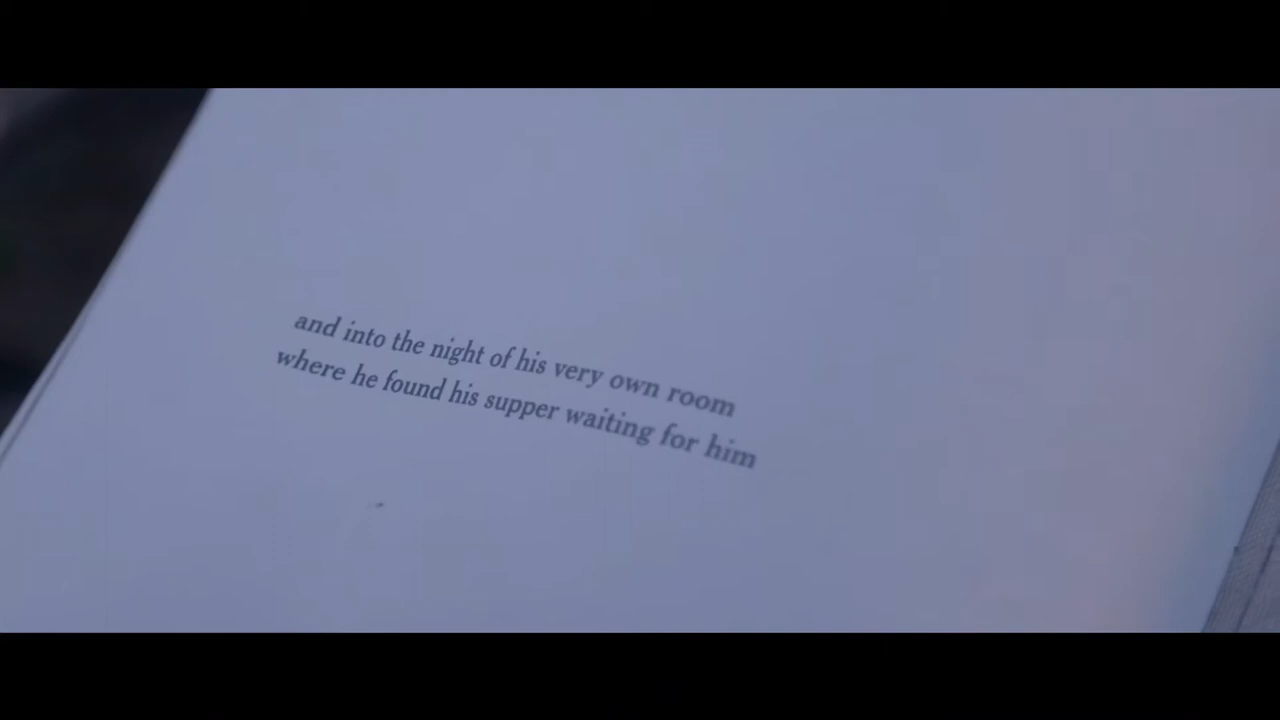 and into the night of his very own room
where he found his supper waiting for him